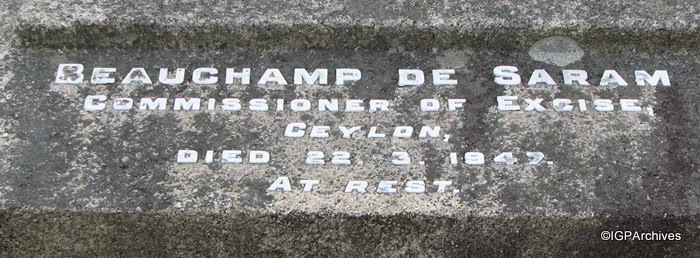 BEAUCHAMP DE SARAM
COMMISSIONER OF EXCISE,
CEYLON,
DIED 22. 3. 1947.
AT REST.
©IGPArchives